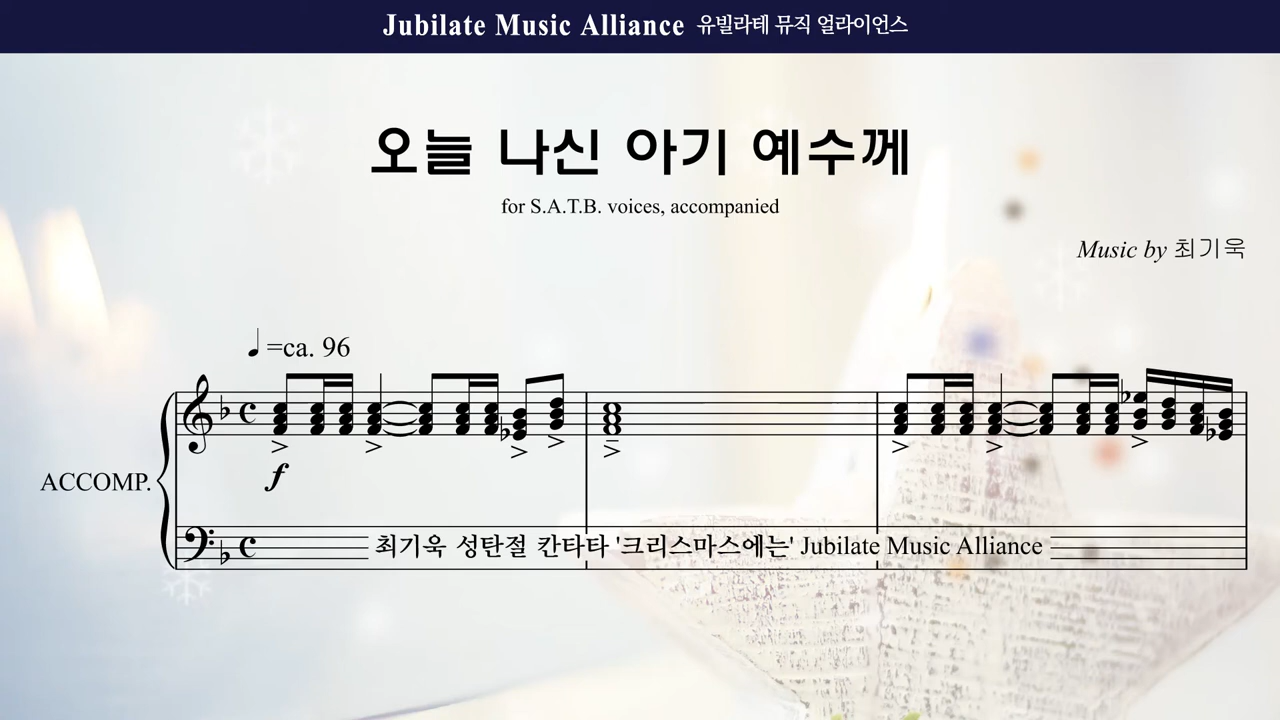 Jubilate Music Alliance 유빌라테 뮤직 얼라이언스
오늘 나신 아기 예수께
for S.A.T.B. voices, accompanied
Music by 최기욱
♩=ca. 96
f
ACCOMP.
최기욱 성탄절 칸타타 '크리스마스에는' Jubilate Music Alliance